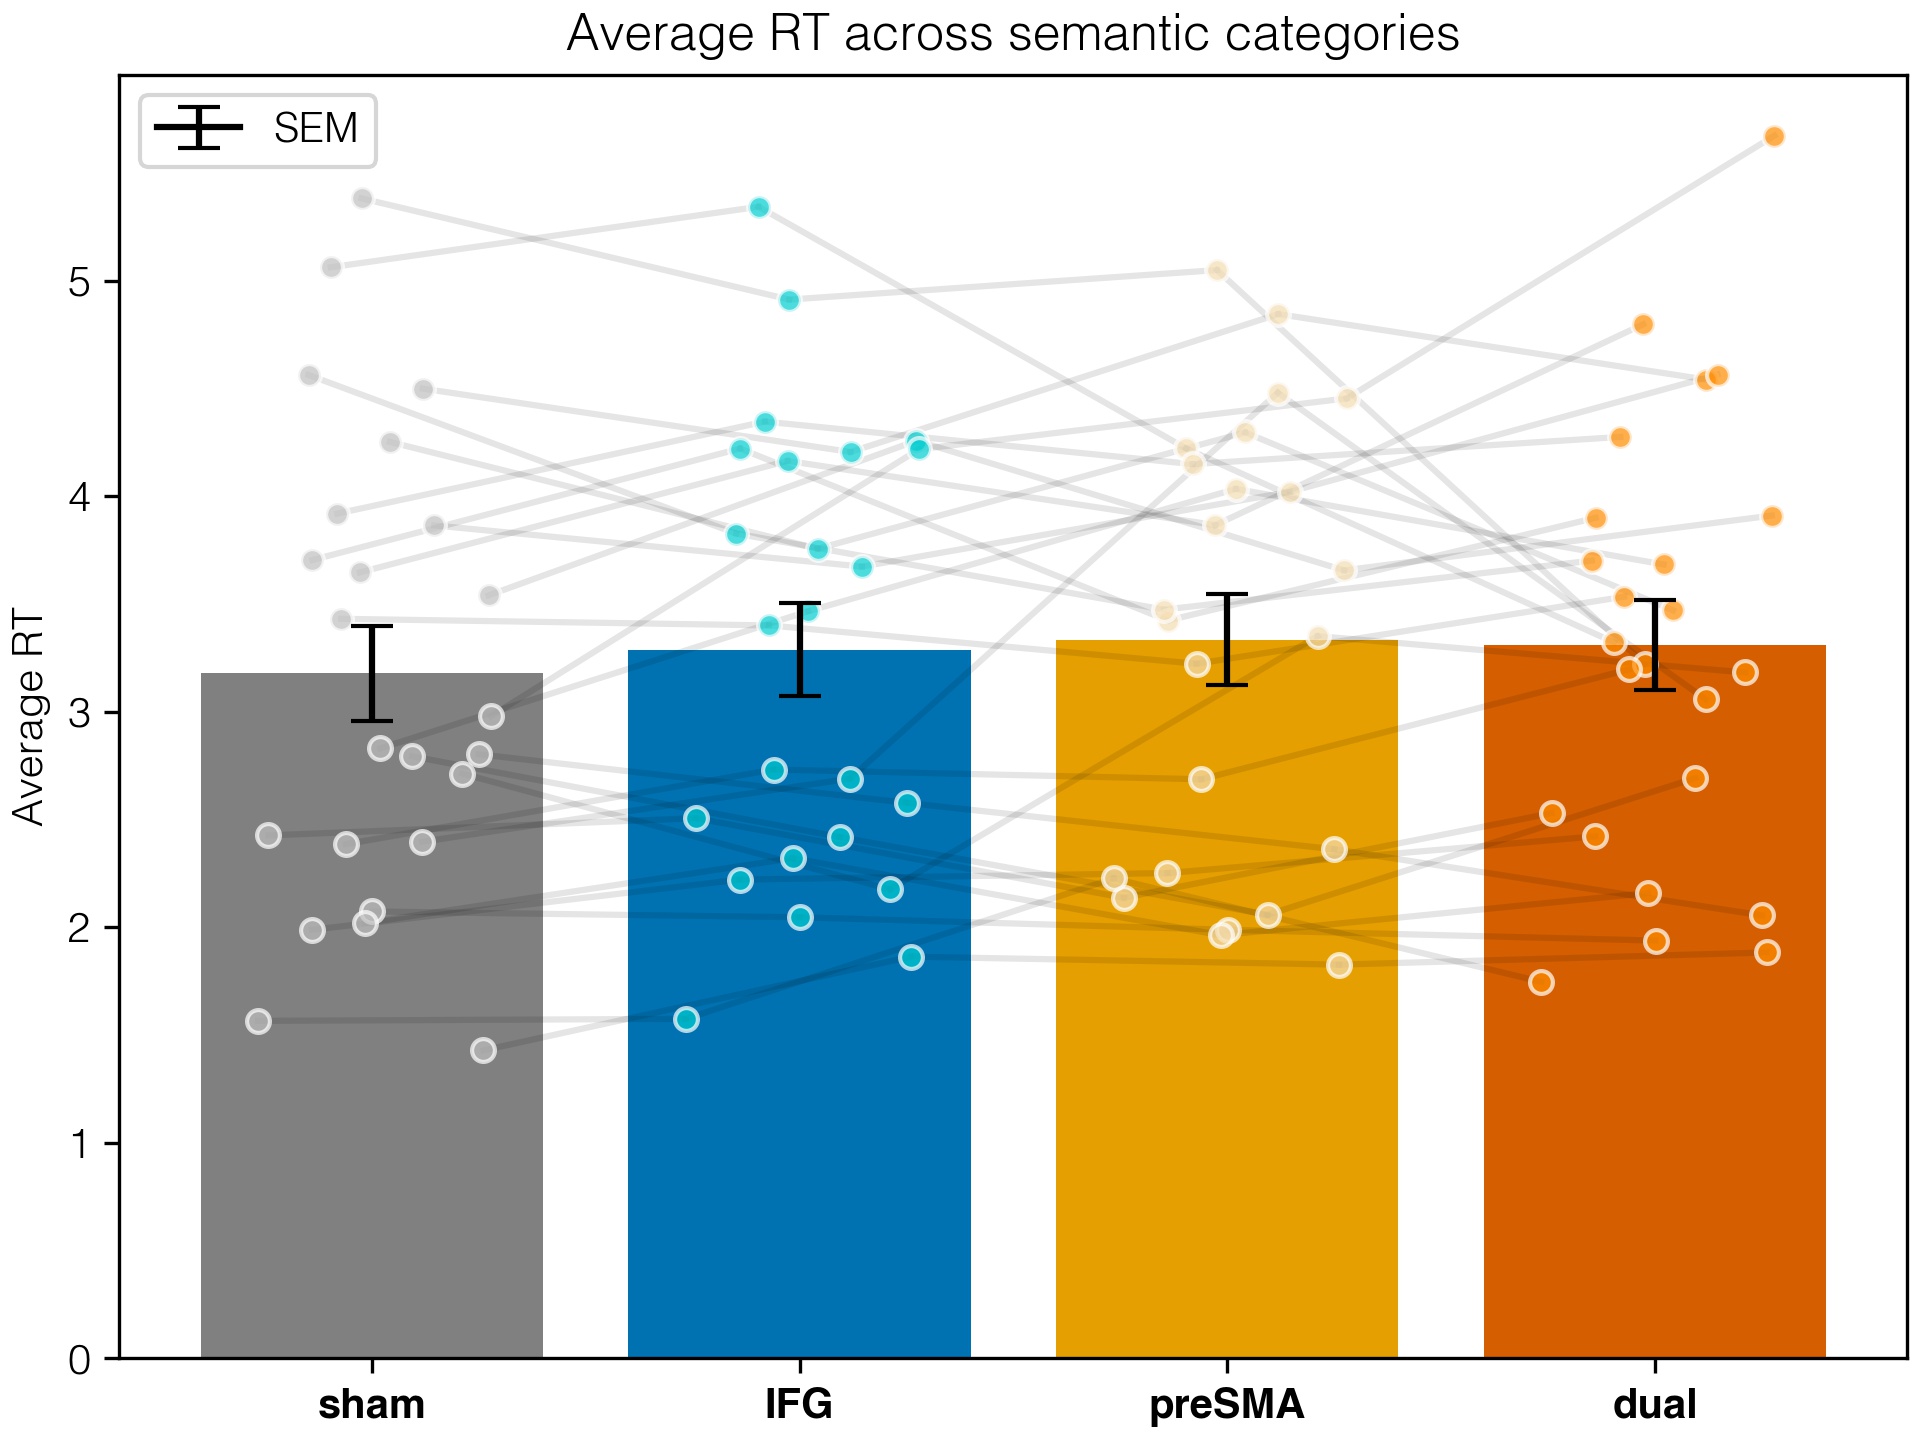 Average RT across semantic categories
SEM
Average RT
5
4
3
2
1
0
sham
IFG
preSMA
dual